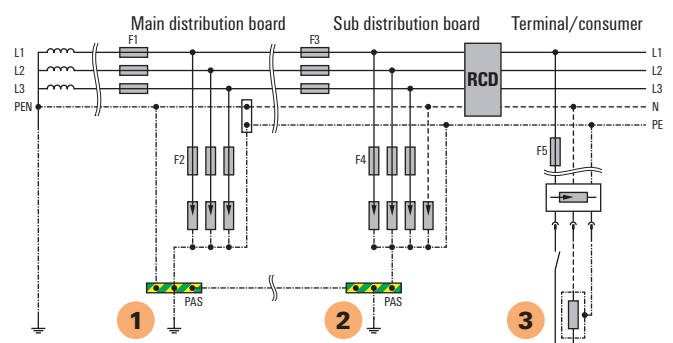 Main distribution board Sub distribution board Terminal/consumer
F1 F3
L1 L1
L2 L2
RCD
L3 L3
PEN N
PE
F2 F4 F5
PAS PAS
1 2 3